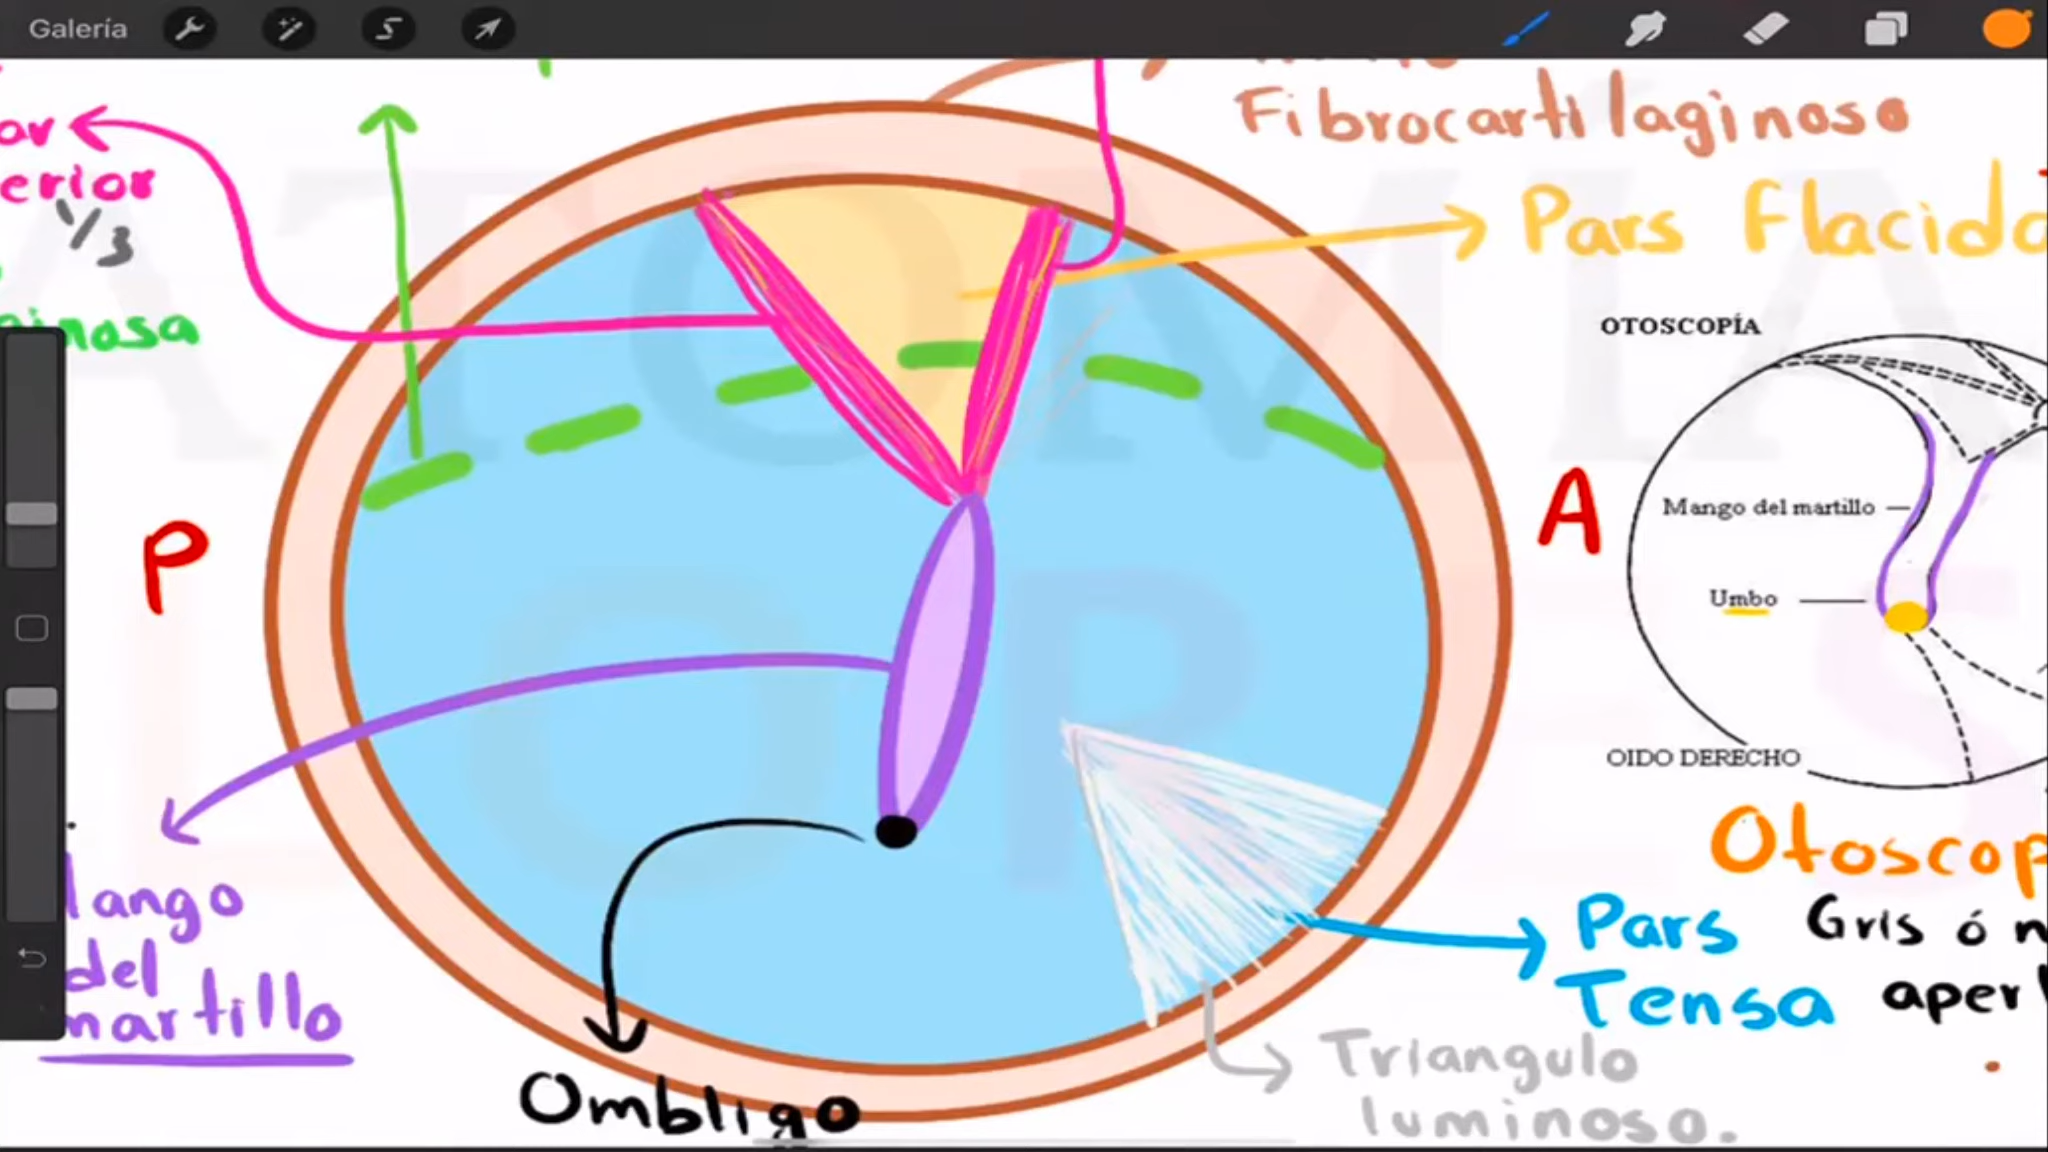 Galería
Fibrocartilaginoso
erior
1/3
Pars Flacida
OTOSCOPÍA
Mango del martillo
Umbo
P
A
OIDO DERECHO
Otoscop
lango
del
martillo
Pars
Tensa
Gris ó n
aper
Triangulo
luminoso.
Ombligo